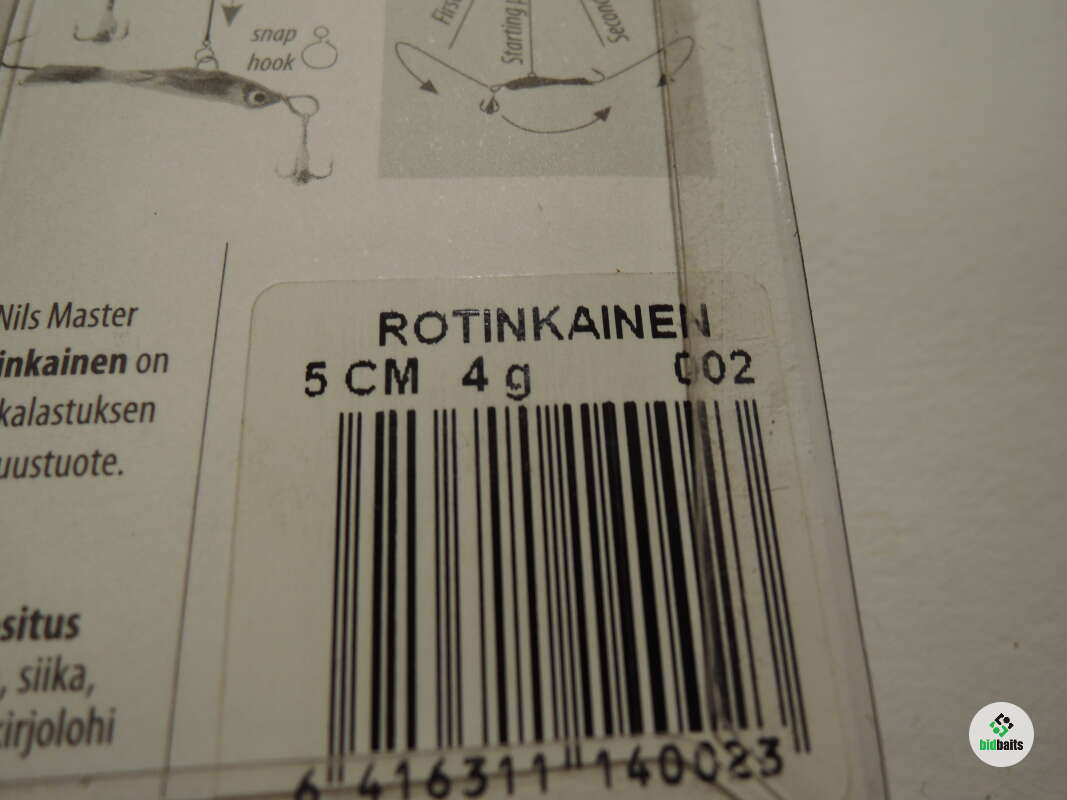 snap
hook
Starting
Second
Nils Master
inkainen on
kalastuksen
uustuote.
situs
, siika,
kirjolohi
ROTINKAINEN
5 CM 4 g 002
6 416311 140023
bidbaits